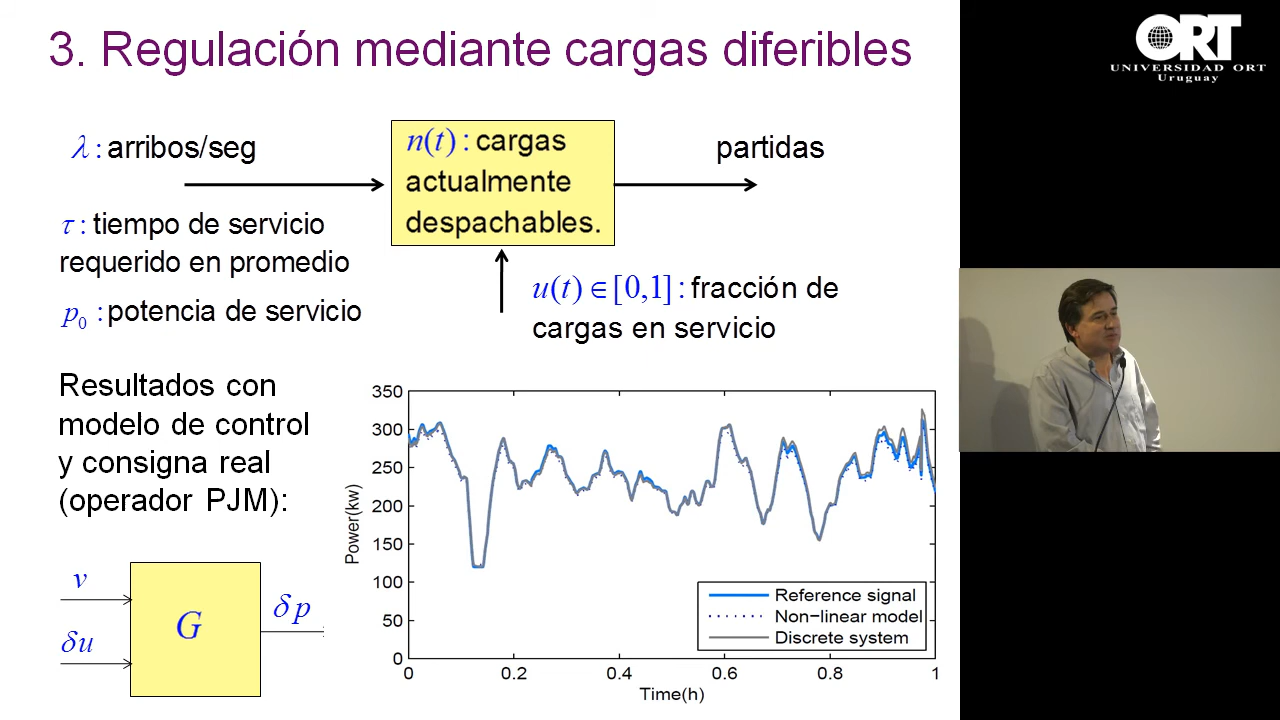 3. Regulación mediante cargas diferibles
ORT
UNIVERSIDAD ORT
Uruguay
λ : arribos/seg
n(t) : cargas
actualmente
despachables.
partidas
τ : tiempo de servicio
requerido en promedio
p₀ : potencia de servicio
u(t) ∈ [0,1] : fracción de
cargas en servicio
Resultados con
modelo de control
y consigna real
(operador PJM):
v
δu
G
δp
350
300
250
200
150
100
50
0
Power(kw)
Reference signal
Non−linear model
Discrete system
0 0.2 0.4 0.6 0.8 1
Time(h)